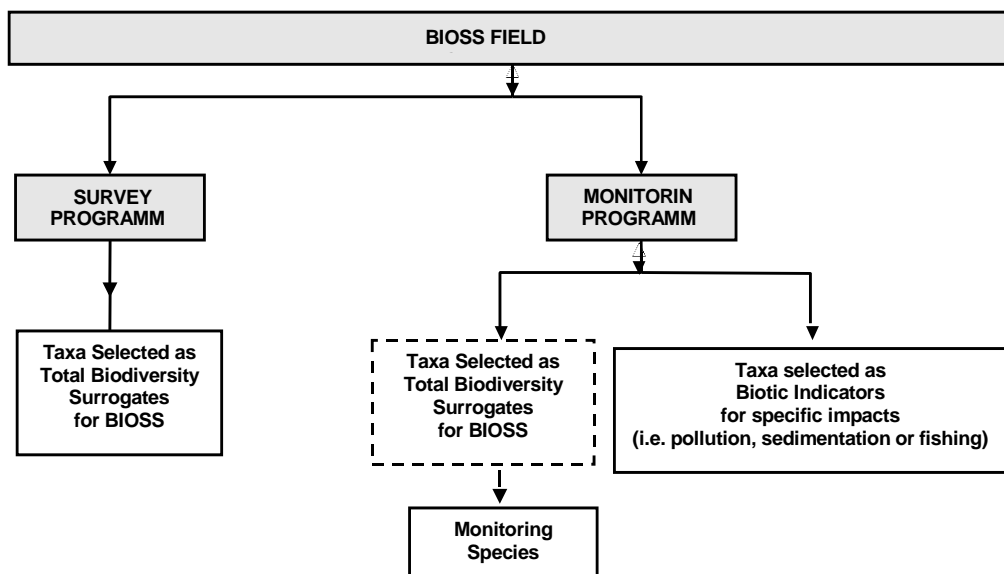 BIOSS FIELD
SURVEY
PROGRAMM
MONITORIN
PROGRAMM
Taxa Selected as
Total Biodiversity
Surrogates
for BIOSS
Taxa Selected as
Total Biodiversity
Surrogates
for BIOSS
Taxa selected as
Biotic Indicators
for specific impacts
(i.e. pollution, sedimentation or fishing)
Monitoring
Species